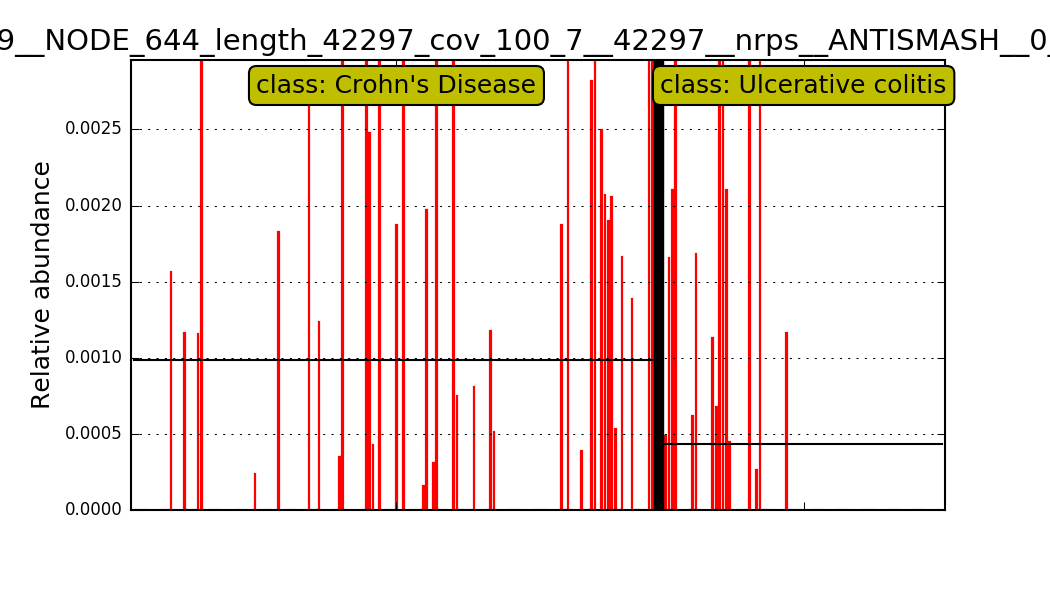 9__NODE_644_length_42297_cov_100_7__42297__nrps__ANTISMASH__0_
class: Crohn's Disease
class: Ulcerative colitis
Relative abundance
0.0025
0.0020
0.0015
0.0010
0.0005
0.0000